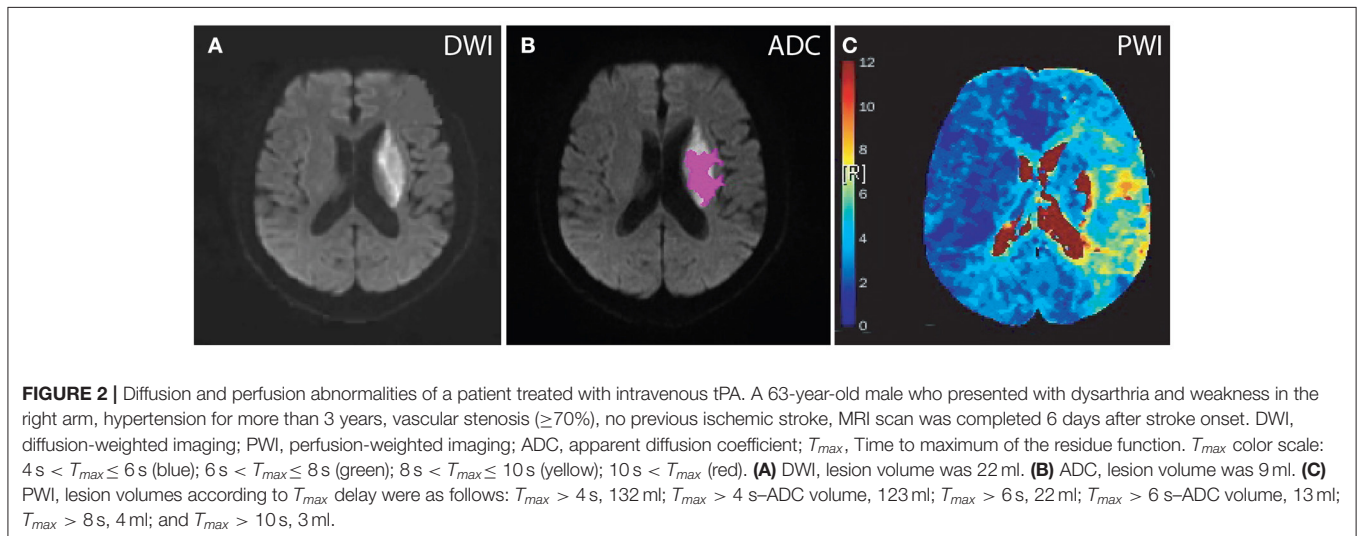 A DWI B ADC C PWI
12
10
8
[R]
6
4
2
0
FIGURE 2 | Diffusion and perfusion abnormalities of a patient treated with intravenous tPA. A 63-year-old male who presented with dysarthria and weakness in the
right arm, hypertension for more than 3 years, vascular stenosis (≥70%), no previous ischemic stroke, MRI scan was completed 6 days after stroke onset. DWI,
diffusion-weighted imaging; PWI, perfusion-weighted imaging; ADC, apparent diffusion coefficient; Tmax, Time to maximum of the residue function. Tmax color scale:
4 s < Tmax ≤ 6 s (blue); 6 s < Tmax ≤ 8 s (green); 8 s < Tmax ≤ 10 s (yellow); 10 s < Tmax (red). (A) DWI, lesion volume was 22 ml. (B) ADC, lesion volume was 9 ml. (C)
PWI, lesion volumes according to Tmax delay were as follows: Tmax > 4 s, 132 ml; Tmax > 4 s–ADC volume, 123 ml; Tmax > 6 s, 22 ml; Tmax > 6 s–ADC volume, 13 ml;
Tmax > 8 s, 4 ml; and Tmax > 10 s, 3 ml.